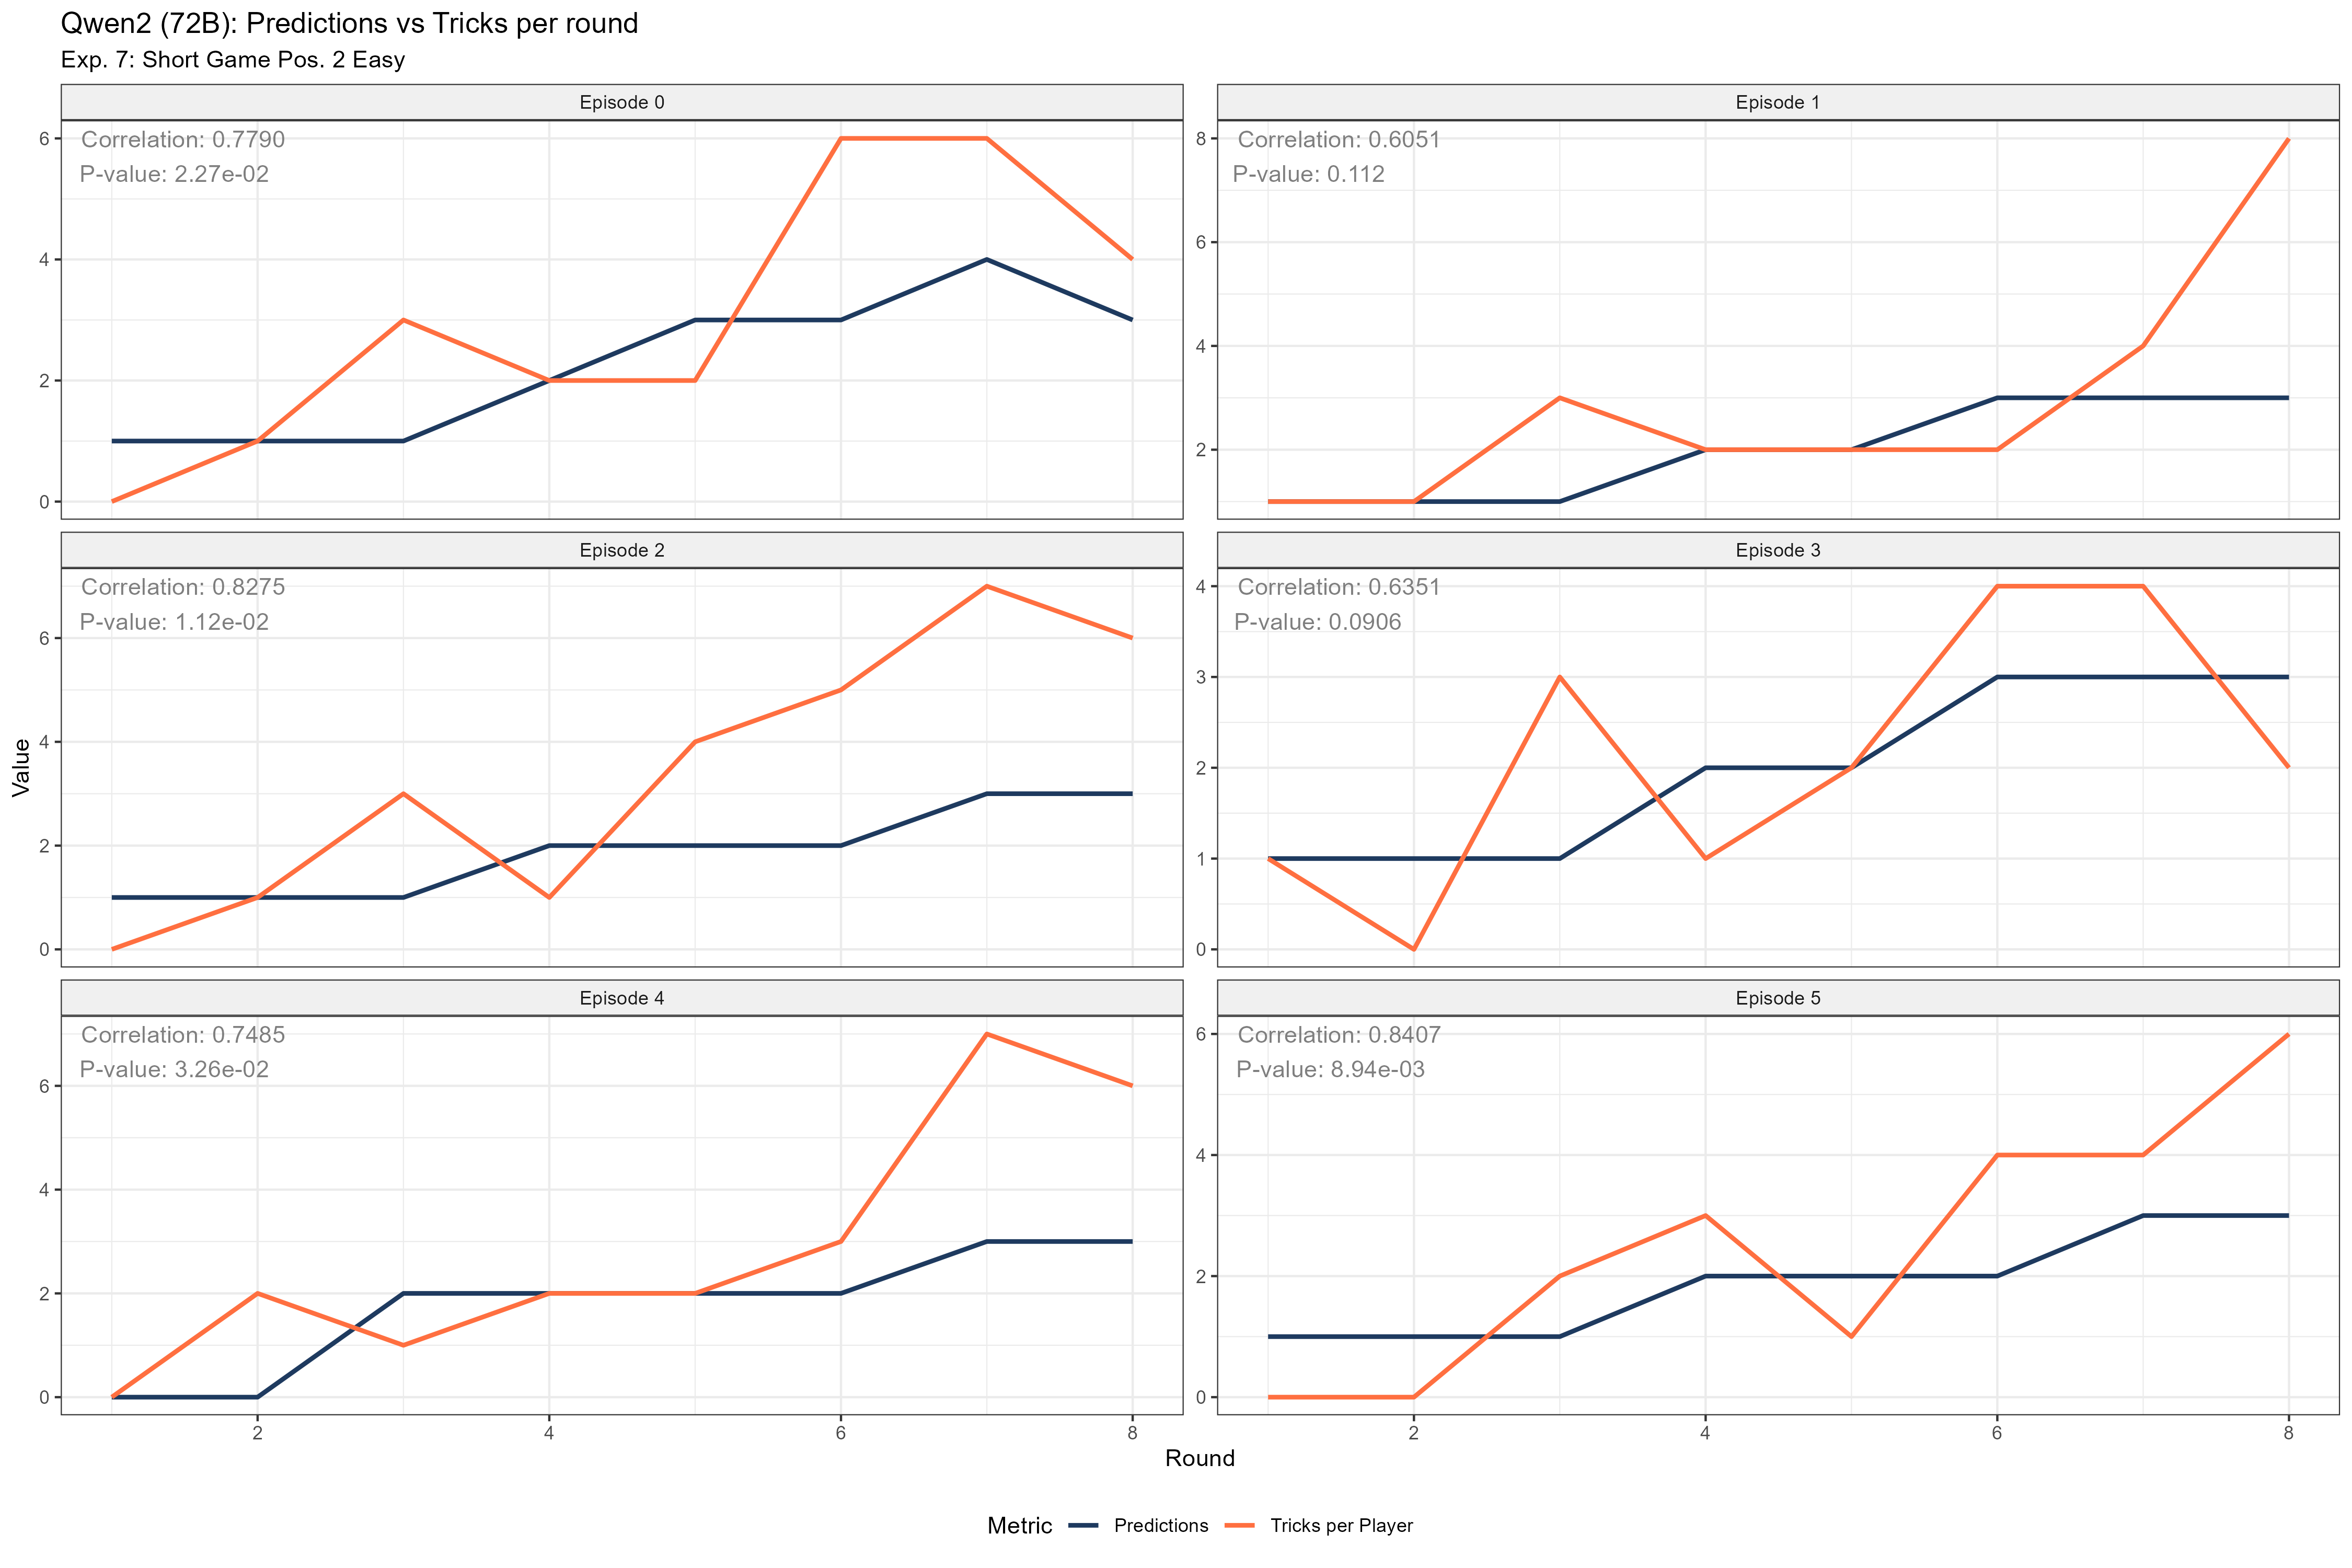 Qwen2 (72B): Predictions vs Tricks per round
Exp. 7: Short Game Pos. 2 Easy
Episode 0
Correlation: 0.7790
P-value: 2.27e-02
6
4
2
0
Episode 1
Correlation: 0.6051
P-value: 0.112
8
6
4
2
Episode 2
Correlation: 0.8275
P-value: 1.12e-02
6
4
2
0
Episode 3
Correlation: 0.6351
P-value: 0.0906
4
3
2
1
0
Episode 4
Correlation: 0.7485
P-value: 3.26e-02
6
4
2
0
2 4 6 8
Episode 5
Correlation: 0.8407
P-value: 8.94e-03
6
4
2
0
2 4 6 8
Value
Round
Metric Predictions Tricks per Player